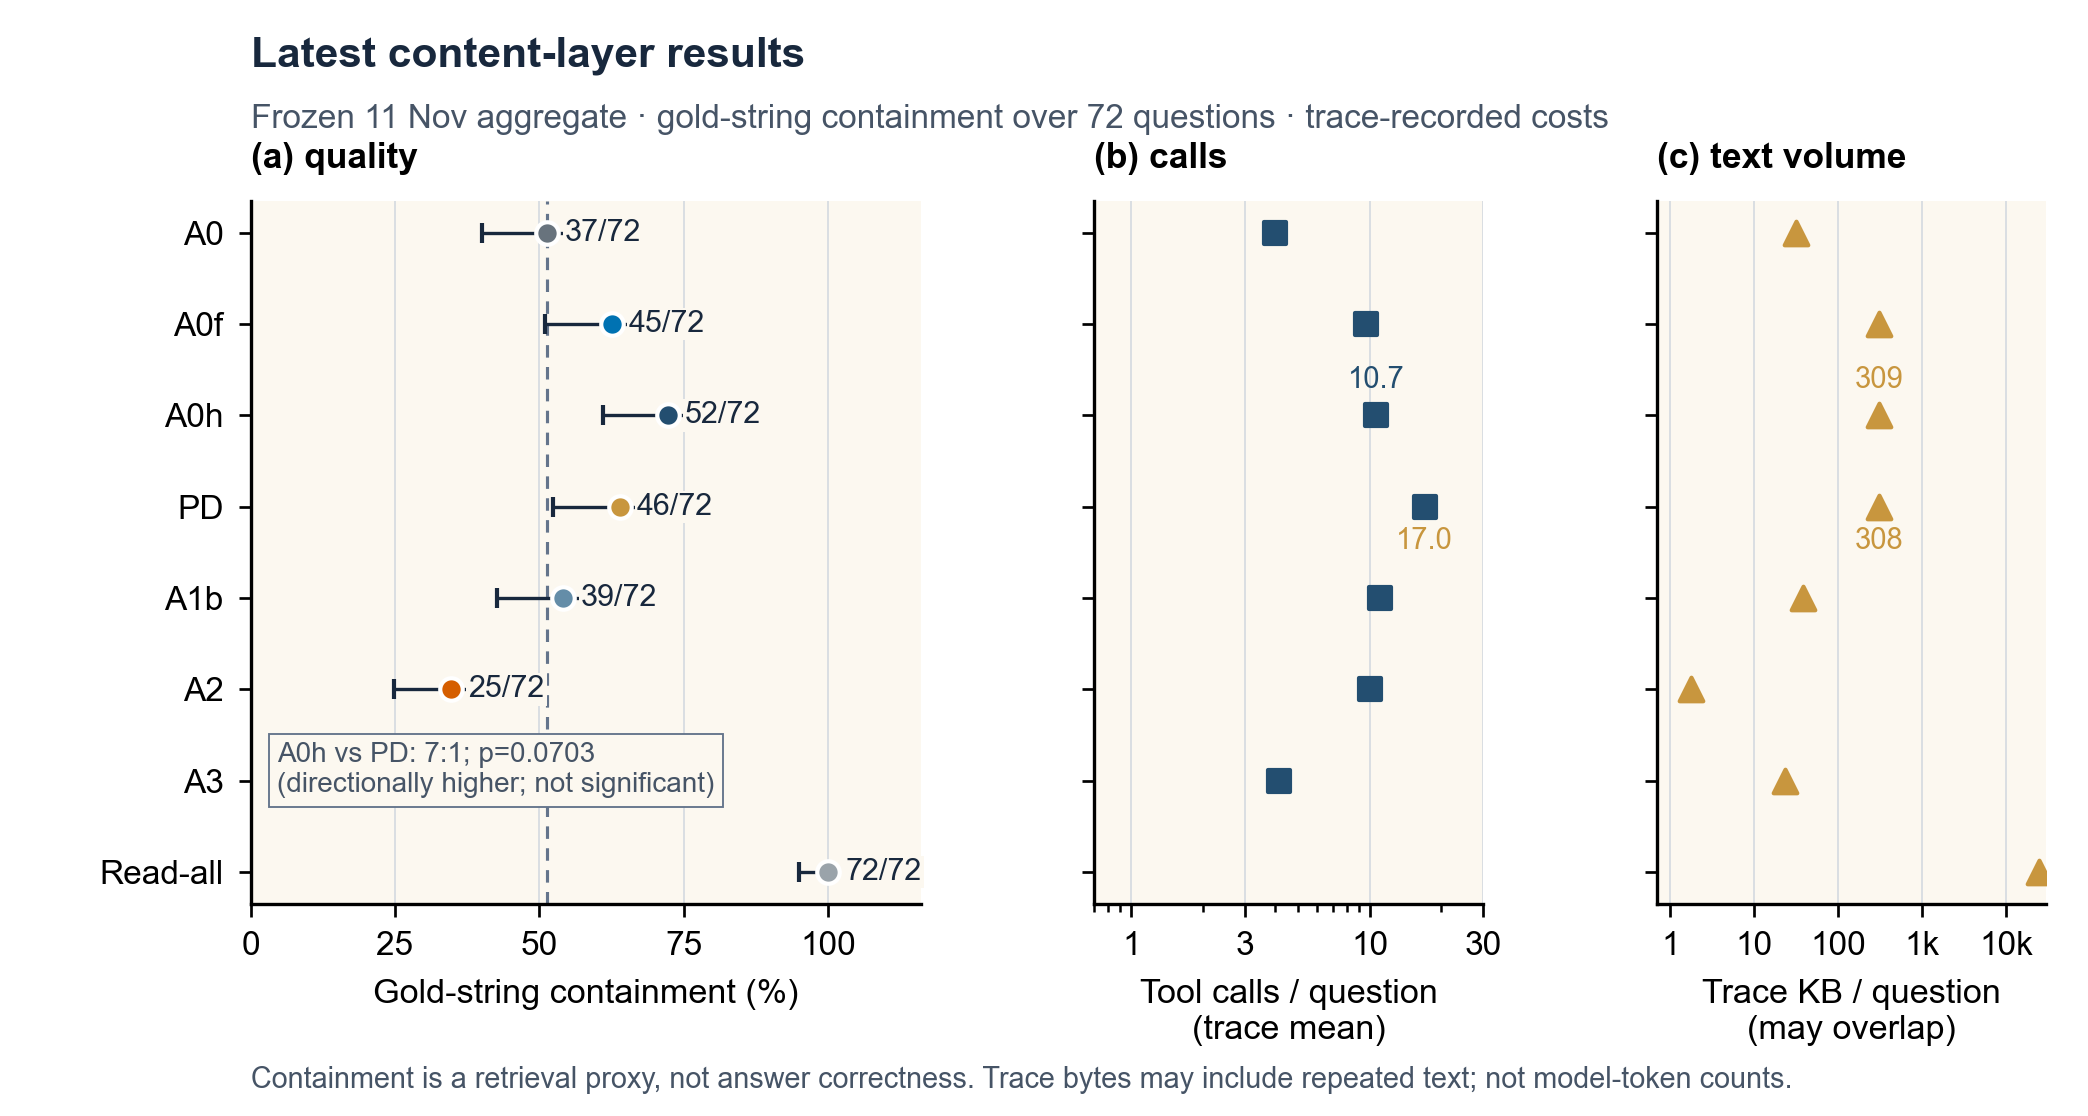 Latest content-layer results
Frozen 11 Nov aggregate · gold-string containment over 72 questions · trace-recorded costs
(a) quality
(b) calls
(c) text volume
A0
37/72
A0f
45/72
10.7
309
A0h
52/72
PD
46/72
17.0
308
A1b
39/72
A2
25/72
A0h vs PD: 7:1; p=0.0703
(directionally higher; not significant)
A3
Read-all
72/72
0 25 50 75 100
1 3 10 30
1 10 100 1k 10k
Gold-string containment (%)
Tool calls / question
(trace mean)
Trace KB / question
(may overlap)
Containment is a retrieval proxy, not answer correctness. Trace bytes may include repeated text; not model-token counts.